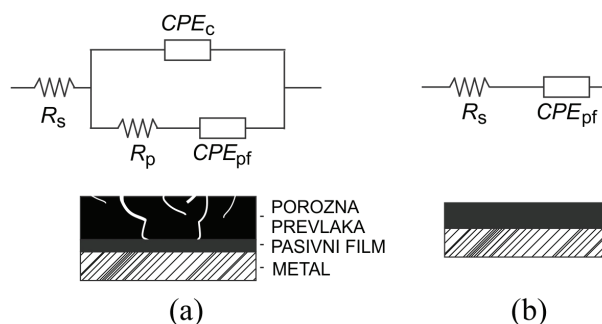 CPEc
Rs
Rp
CPEpf
POROZNA
PREVLAKA
PASIVNI FILM
METAL
(a)
Rs
CPEpf
(b)